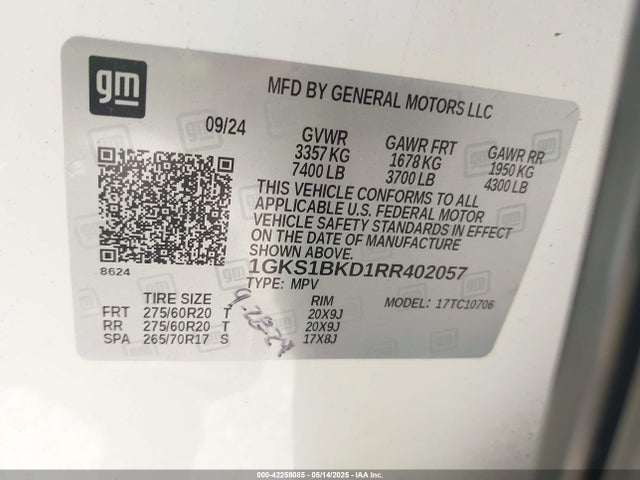 gm
MFD BY GENERAL MOTORS LLC
09/24
GVWR GAWR FRT GAWR RR
3357 KG 1678 KG 1950 KG
7400 LB 3700 LB 4300 LB
THIS VEHICLE CONFORMS TO ALL
APPLICABLE U.S. FEDERAL MOTOR
VEHICLE SAFETY STANDARDS IN EFFECT
ON THE DATE OF MANUFACTURE
SHOWN ABOVE.
8624
1GKS1BKD1RR402057
TYPE: MPV
MODEL: 17TC10706
TIRE SIZE RIM
FRT 275/60R20 T 20X9J
RR 275/60R20 T 20X9J
SPA 265/70R17 S 17X8J
000-42258085 - 05/14/2025 - IAA Inc.